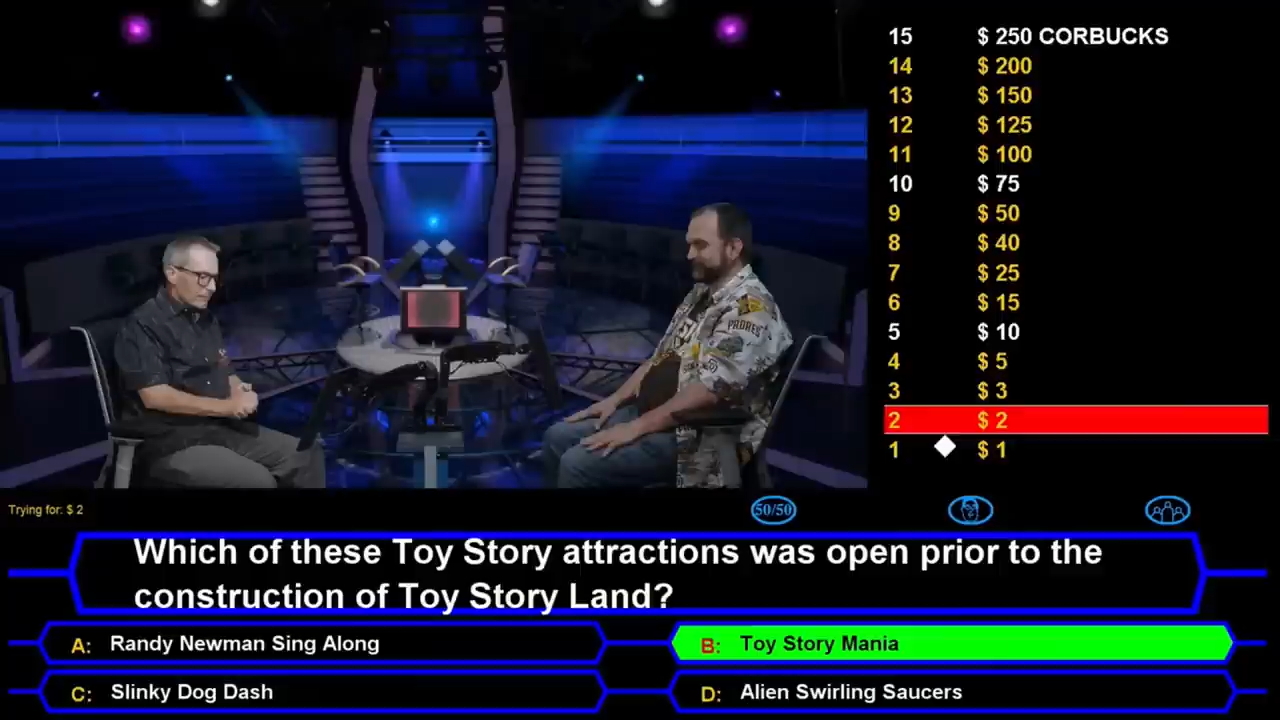 15 $ 250 CORBUCKS
14 $ 200
13 $ 150
12 $ 125
11 $ 100
10 $ 75
9 $ 50
8 $ 40
7 $ 25
6 $ 15
5 $ 10
4 $ 5
3 $ 3
2 $ 2
1 $ 1
PADRES
Trying for: $ 2
50/50
Which of these Toy Story attractions was open prior to the
construction of Toy Story Land?
A: Randy Newman Sing Along
B: Toy Story Mania
C: Slinky Dog Dash
D: Alien Swirling Saucers